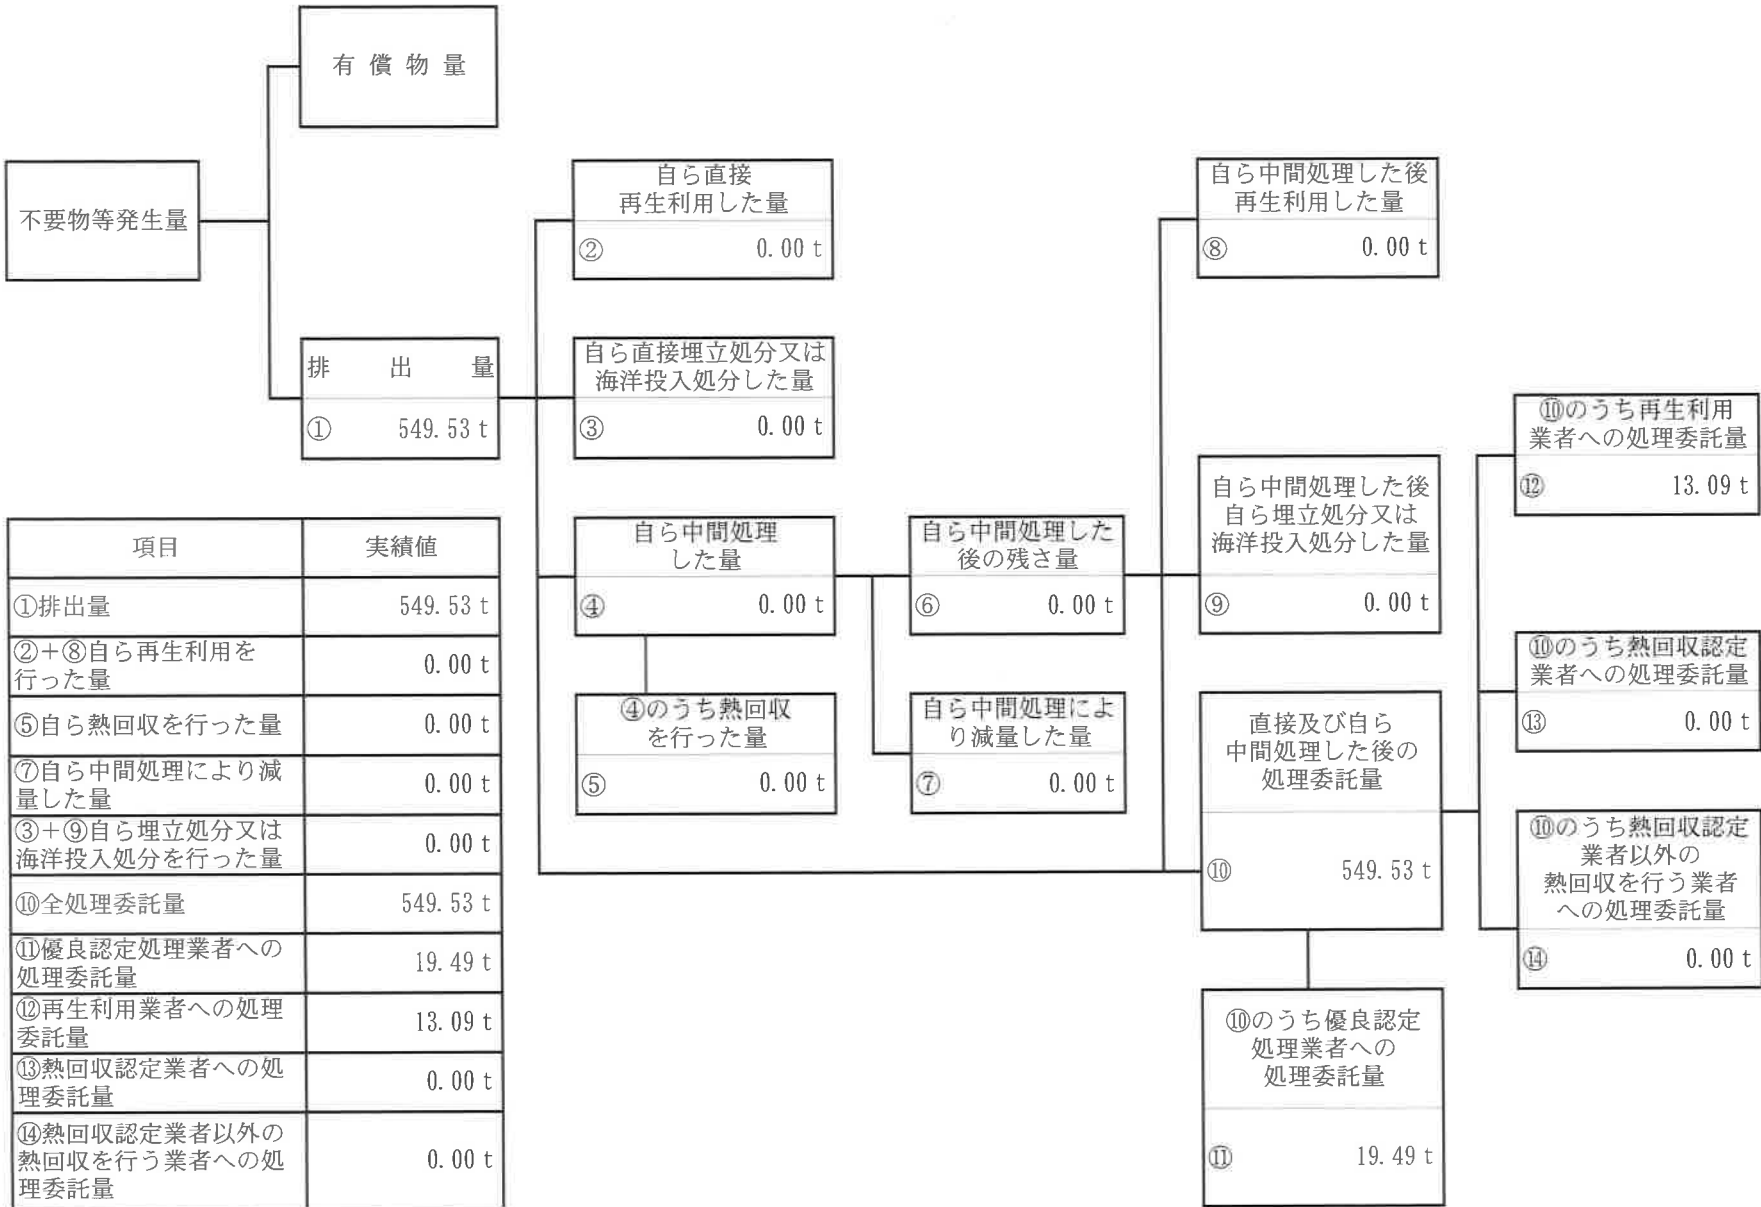 有償物量
不要物等発生量
排出量
① 549.53 t
自ら直接
再生利用した量
② 0.00 t
自ら直接埋立処分又は
海洋投入処分した量
③ 0.00 t
自ら中間処理
した量
④ 0.00 t
④のうち熱回収
を行った量
⑤ 0.00 t
自ら中間処理した
後の残さ量
⑥ 0.00 t
自ら中間処理によ
り減量した量
⑦ 0.00 t
自ら中間処理した後
再生利用した量
⑧ 0.00 t
自ら中間処理した後
自ら埋立処分又は
海洋投入処分した量
⑨ 0.00 t
直接及び自ら
中間処理した後の
処理委託量
⑩ 549.53 t
⑩のうち優良認定
処理業者への
処理委託量
⑪ 19.49 t
⑩のうち再生利用
業者への処理委託量
⑫ 13.09 t
⑩のうち熱回収認定
業者への処理委託量
⑬ 0.00 t
⑩のうち熱回収認定
業者以外の
熱回収を行う業者
への処理委託量
⑭ 0.00 t
項目 実績値
①排出量 549.53 t
②+⑧自ら再生利用を
行った量 0.00 t
⑤自ら熱回収を行った量 0.00 t
⑦自ら中間処理により減
量した量 0.00 t
③+⑨自ら埋立処分又は
海洋投入処分を行った量 0.00 t
⑩全処理委託量 549.53 t
⑪優良認定処理業者への
処理委託量 19.49 t
⑫再生利用業者への処理
委託量 13.09 t
⑬熱回収認定業者への処
理委託量 0.00 t
⑭熱回収認定業者以外の
熱回収を行う業者への処
理委託量 0.00 t